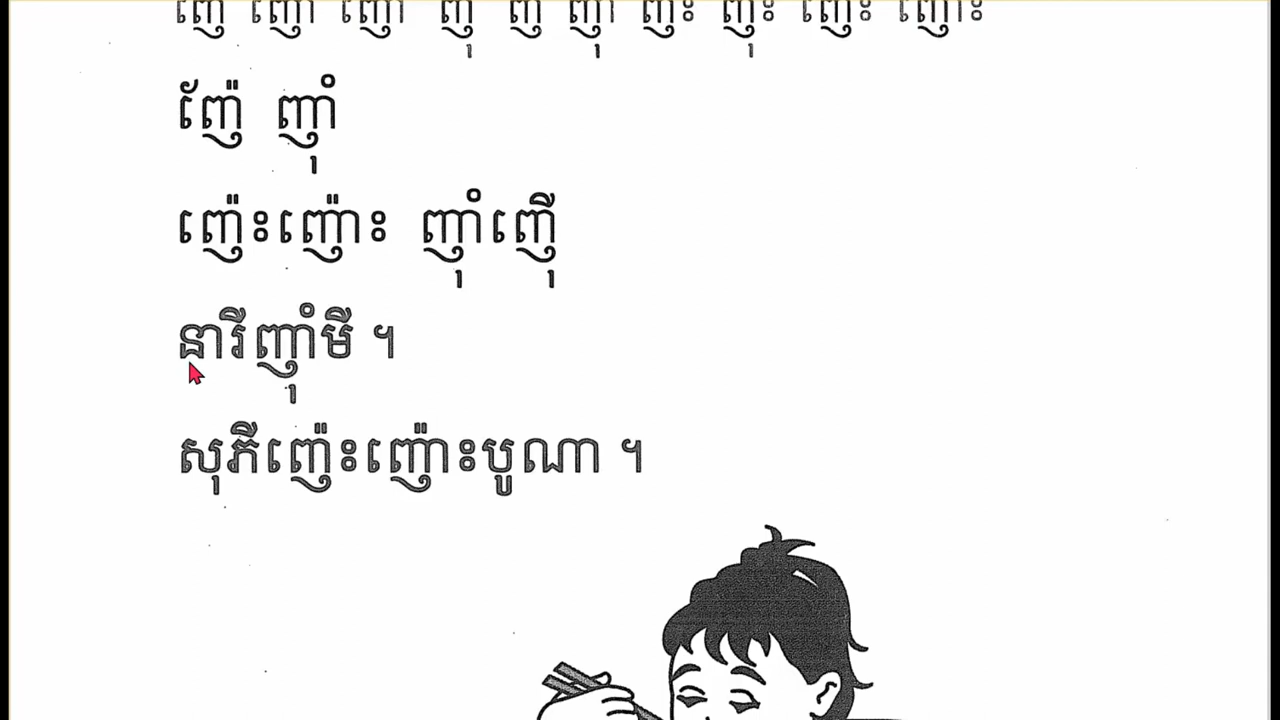 ញែ៉ ញ៉ាំ
ញ៉េះញ៉ោះ ញ៉ាំញ៉ើ
នារីញ៉ាំមី ។
សុភីញ៉េះញ៉ោះបូណា ។